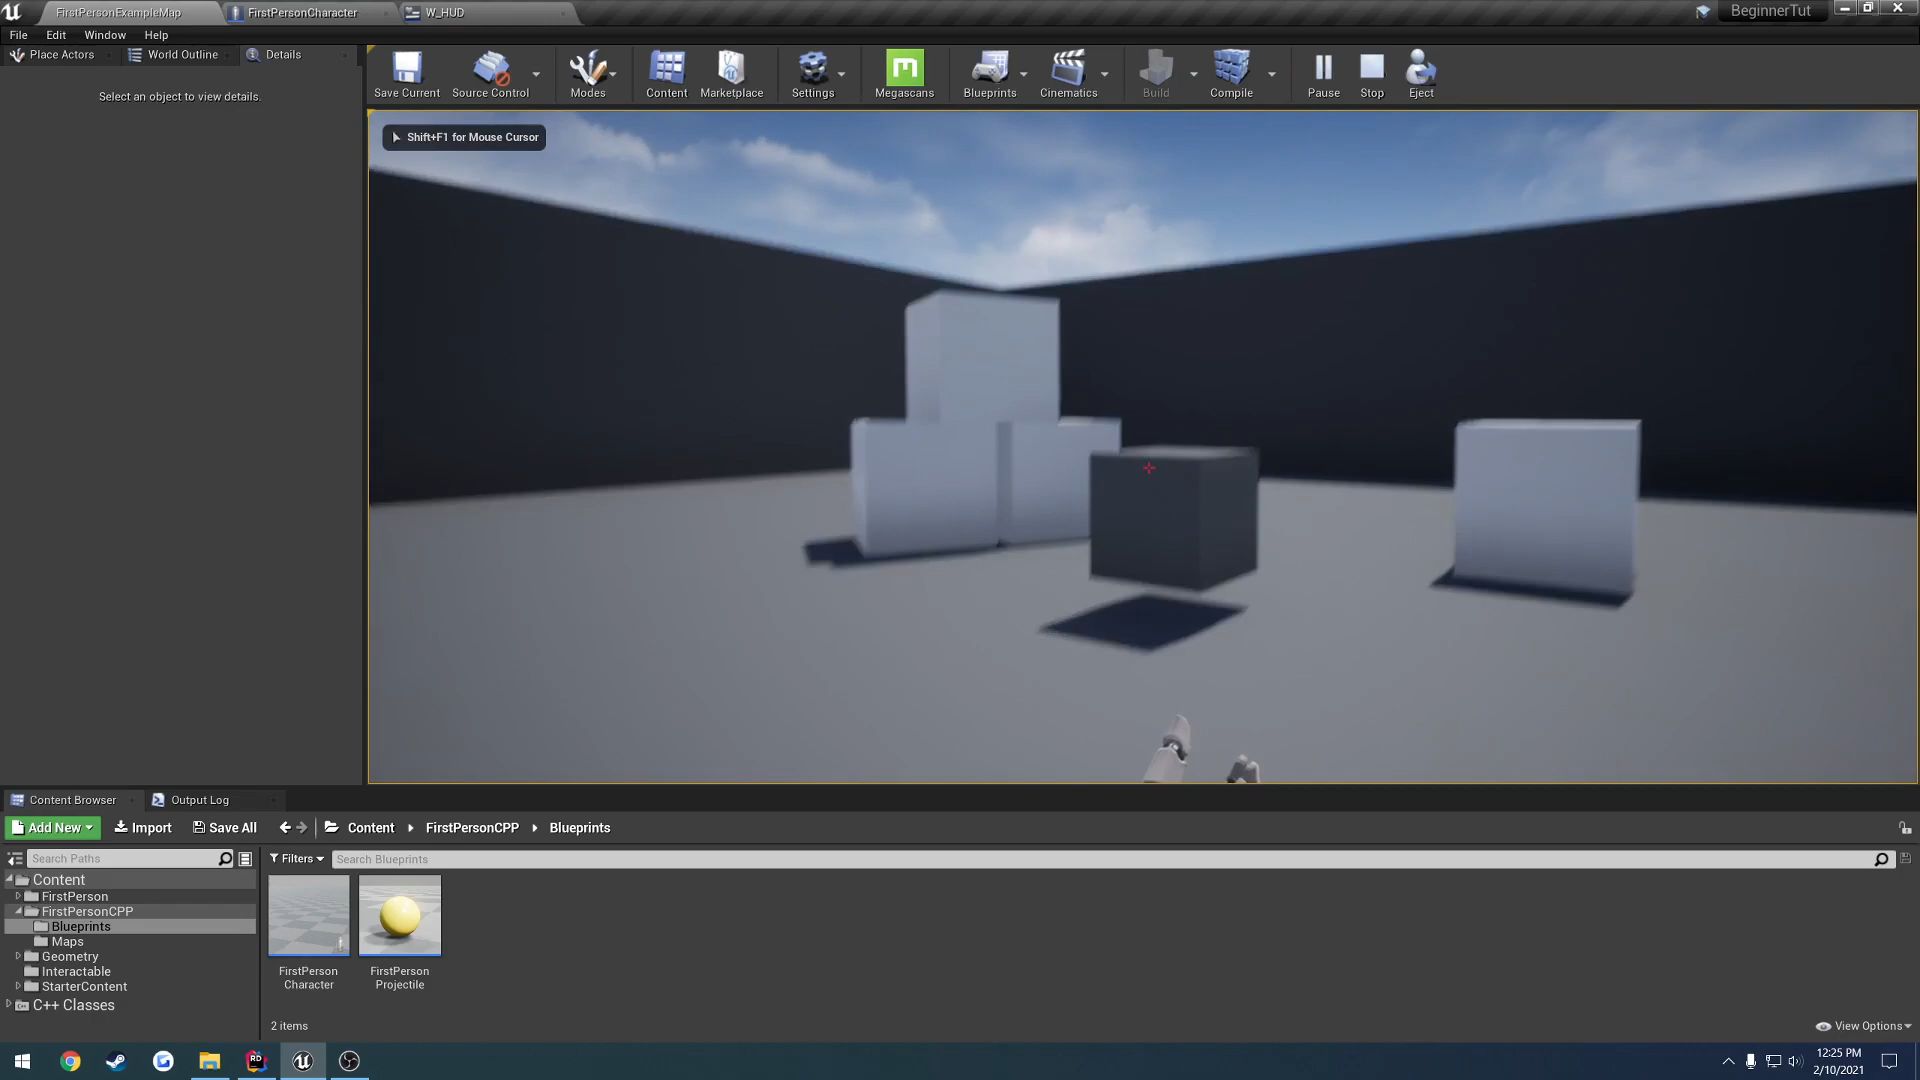 FirstPersonExampleMap
FirstPersonCharacter
W_HUD
BeginnerTut
File Edit Window Help
Place Actors
World Outline
Details
Select an object to view details.
Save Current
Source Control
Modes
Content
Marketplace
Settings
Megascans
Blueprints
Cinematics
Build
Compile
Pause
Stop
Eject
Shift+F1 for Mouse Cursor
Content Browser
Output Log
Add New
Import
Save All
Content
FirstPersonCPP
Blueprints
Search Paths
Filters
Search Blueprints
Content
FirstPerson
FirstPersonCPP
Blueprints
Maps
Geometry
Interactable
StarterContent
C++ Classes
FirstPerson
Character
FirstPerson
Projectile
2 items
View Options
RD
12:25 PM
2/10/2021